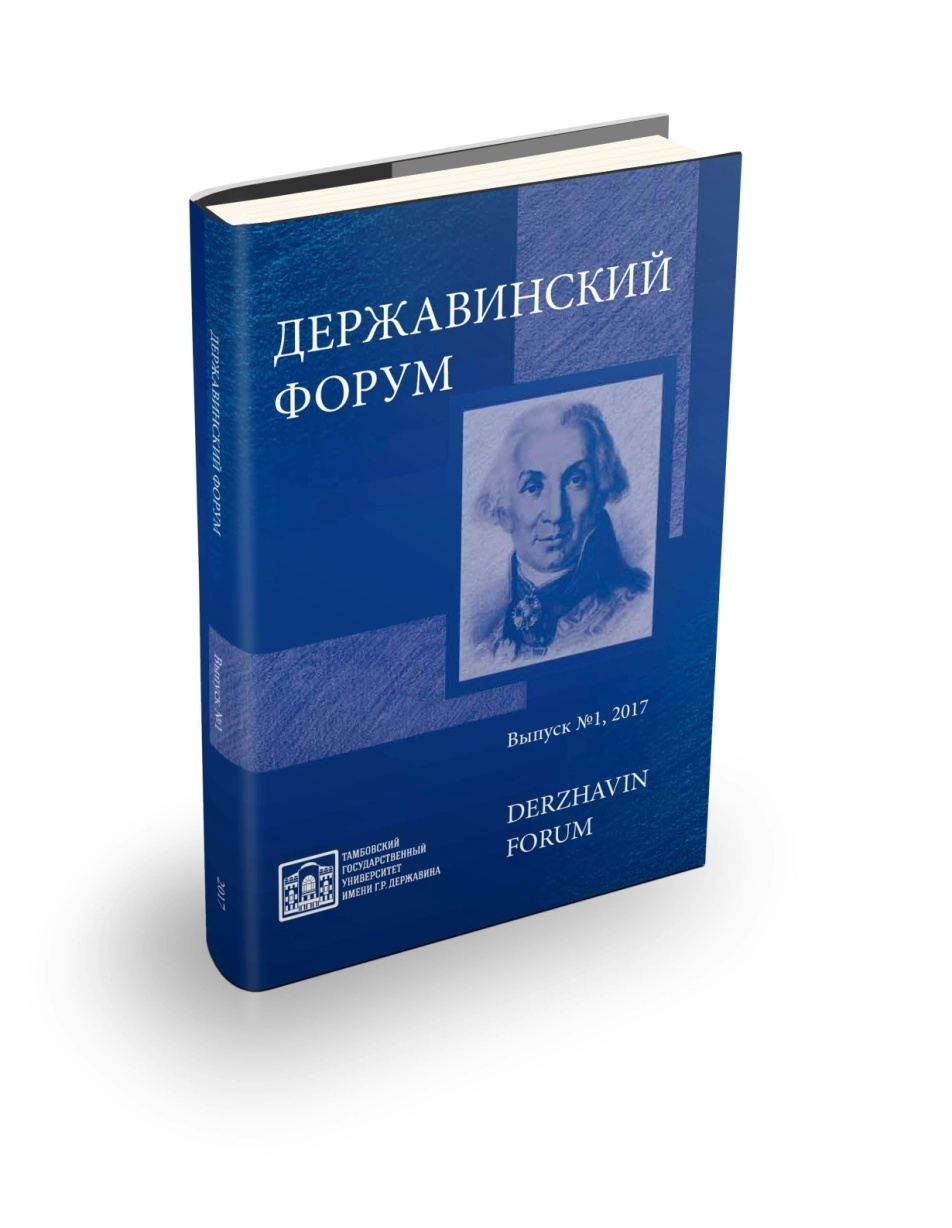 ДЕРЖАВИНСКИЙ
ФОРУМ
Выпуск №1, 2017
DERZHAVIN
FORUM
ТАМБОВСКИЙ
ГОСУДАРСТВЕННЫЙ
УНИВЕРСИТЕТ
ИМЕНИ Г.Р. ДЕРЖАВИНА
ДЕРЖАВИНСКИЙ ФОРУМ
Выпуск №1
2017